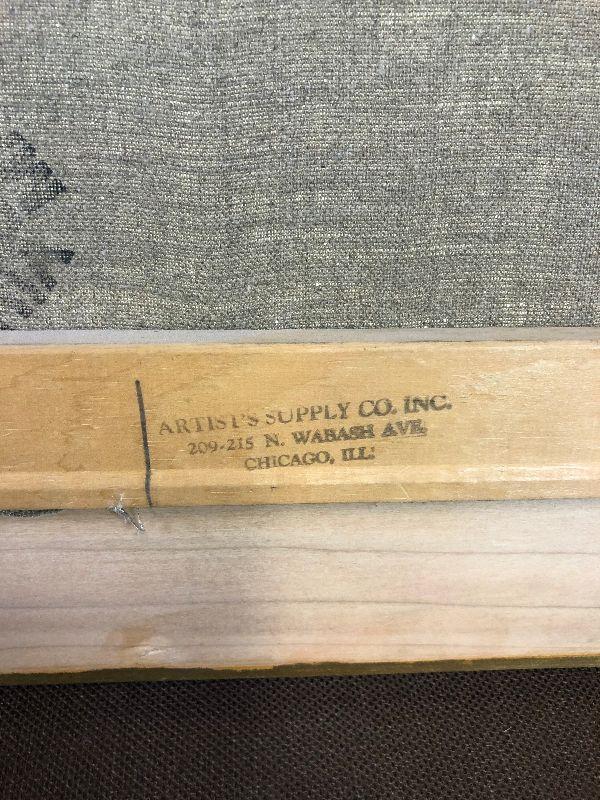 ARTIST'S SUPPLY CO. INC.
209-215 N. WABASH AVE.
CHICAGO, ILL.